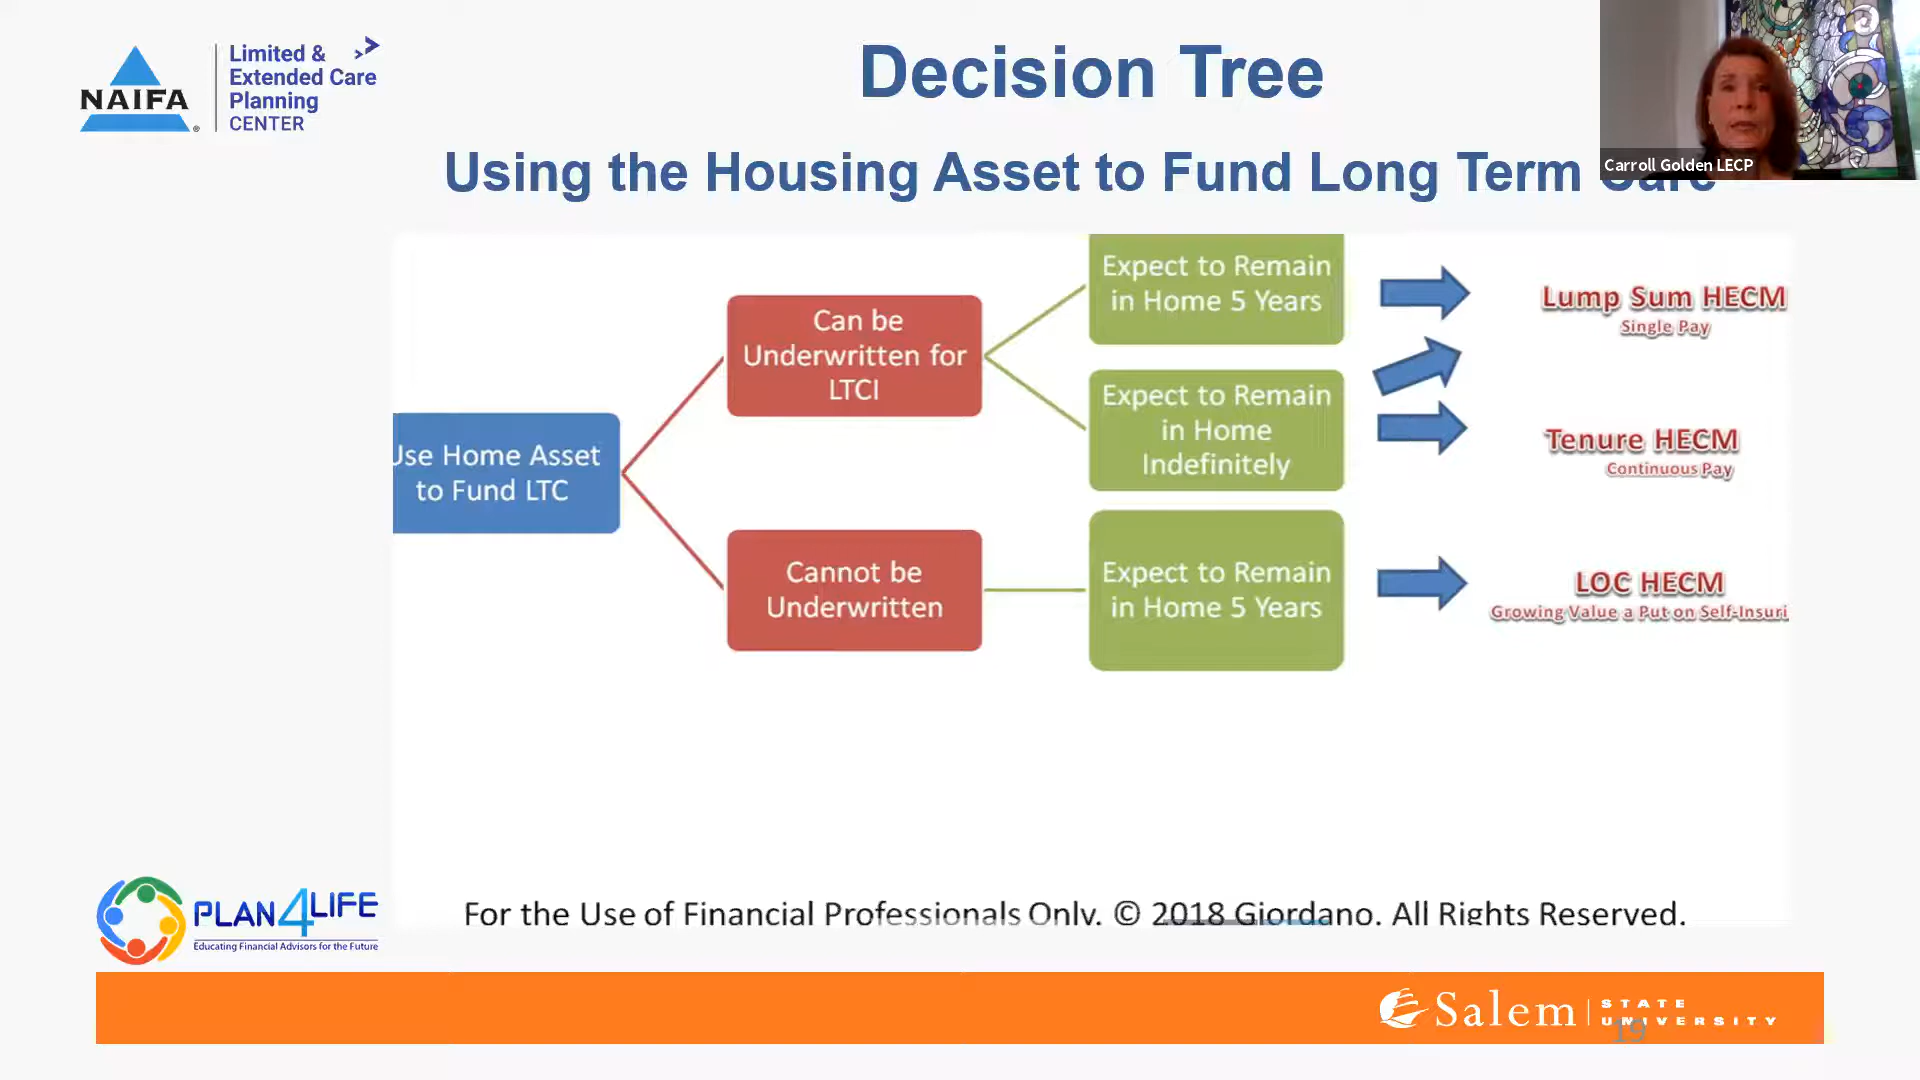 NAIFA
Limited &
Extended Care
Planning
CENTER
Decision Tree
Using the Housing Asset to Fund Long Term Care
Carroll Golden LECP
Use Home Asset
to Fund LTC
Can be
Underwritten for
LTCI
Cannot be
Underwritten
Expect to Remain
in Home 5 Years
Expect to Remain
in Home
Indefinitely
Expect to Remain
in Home 5 Years
Lump Sum HECM
Single Pay
Tenure HECM
Continuous Pay
LOC HECM
Growing Value a Put on Self-Insuri
For the Use of Financial Professionals Only. © 2018 Giordano. All Rights Reserved.
PLAN4LIFE
Educating Financial Advisors for the Future
Salem STATE
UNIVERSITY
19